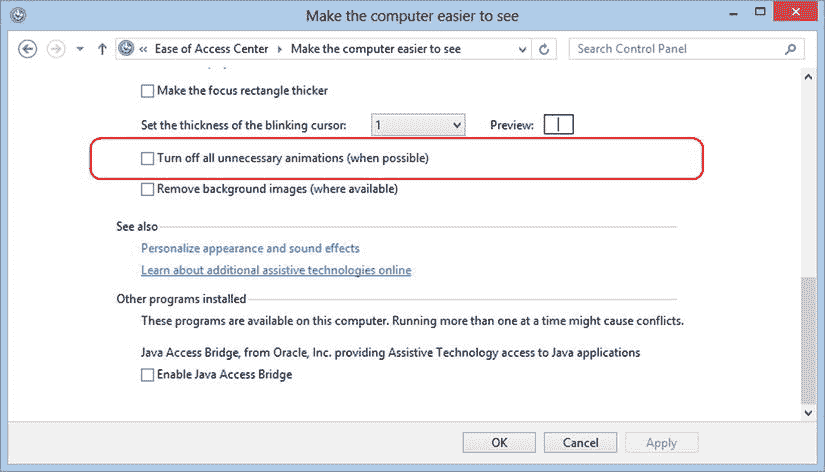 Make the computer easier to see
« Ease of Access Center Make the computer easier to see
Search Control Panel
Make the focus rectangle thicker
Set the thickness of the blinking cursor: 1 Preview:
Turn off all unnecessary animations (when possible)
Remove background images (where available)
See also
Personalize appearance and sound effects
Learn about additional assistive technologies online
Other programs installed
These programs are available on this computer. Running more than one at a time might cause conflicts.
Java Access Bridge, from Oracle, Inc. providing Assistive Technology access to Java applications
Enable Java Access Bridge
OK Cancel Apply